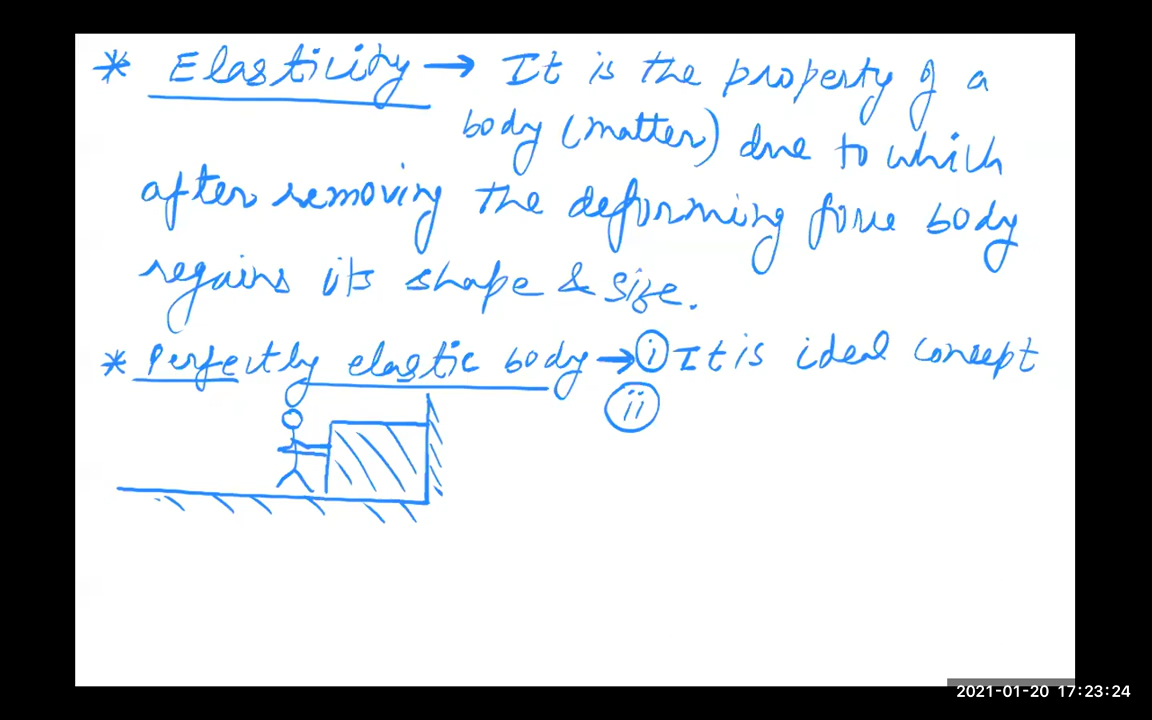 * Elasticity → It is the property of a
body (matter) due to which
after removing the deforming force body
regains its shape & size.
* Perfectly elastic body → (i) It is ideal concept
(ii)
2021-01-20 17:23:24